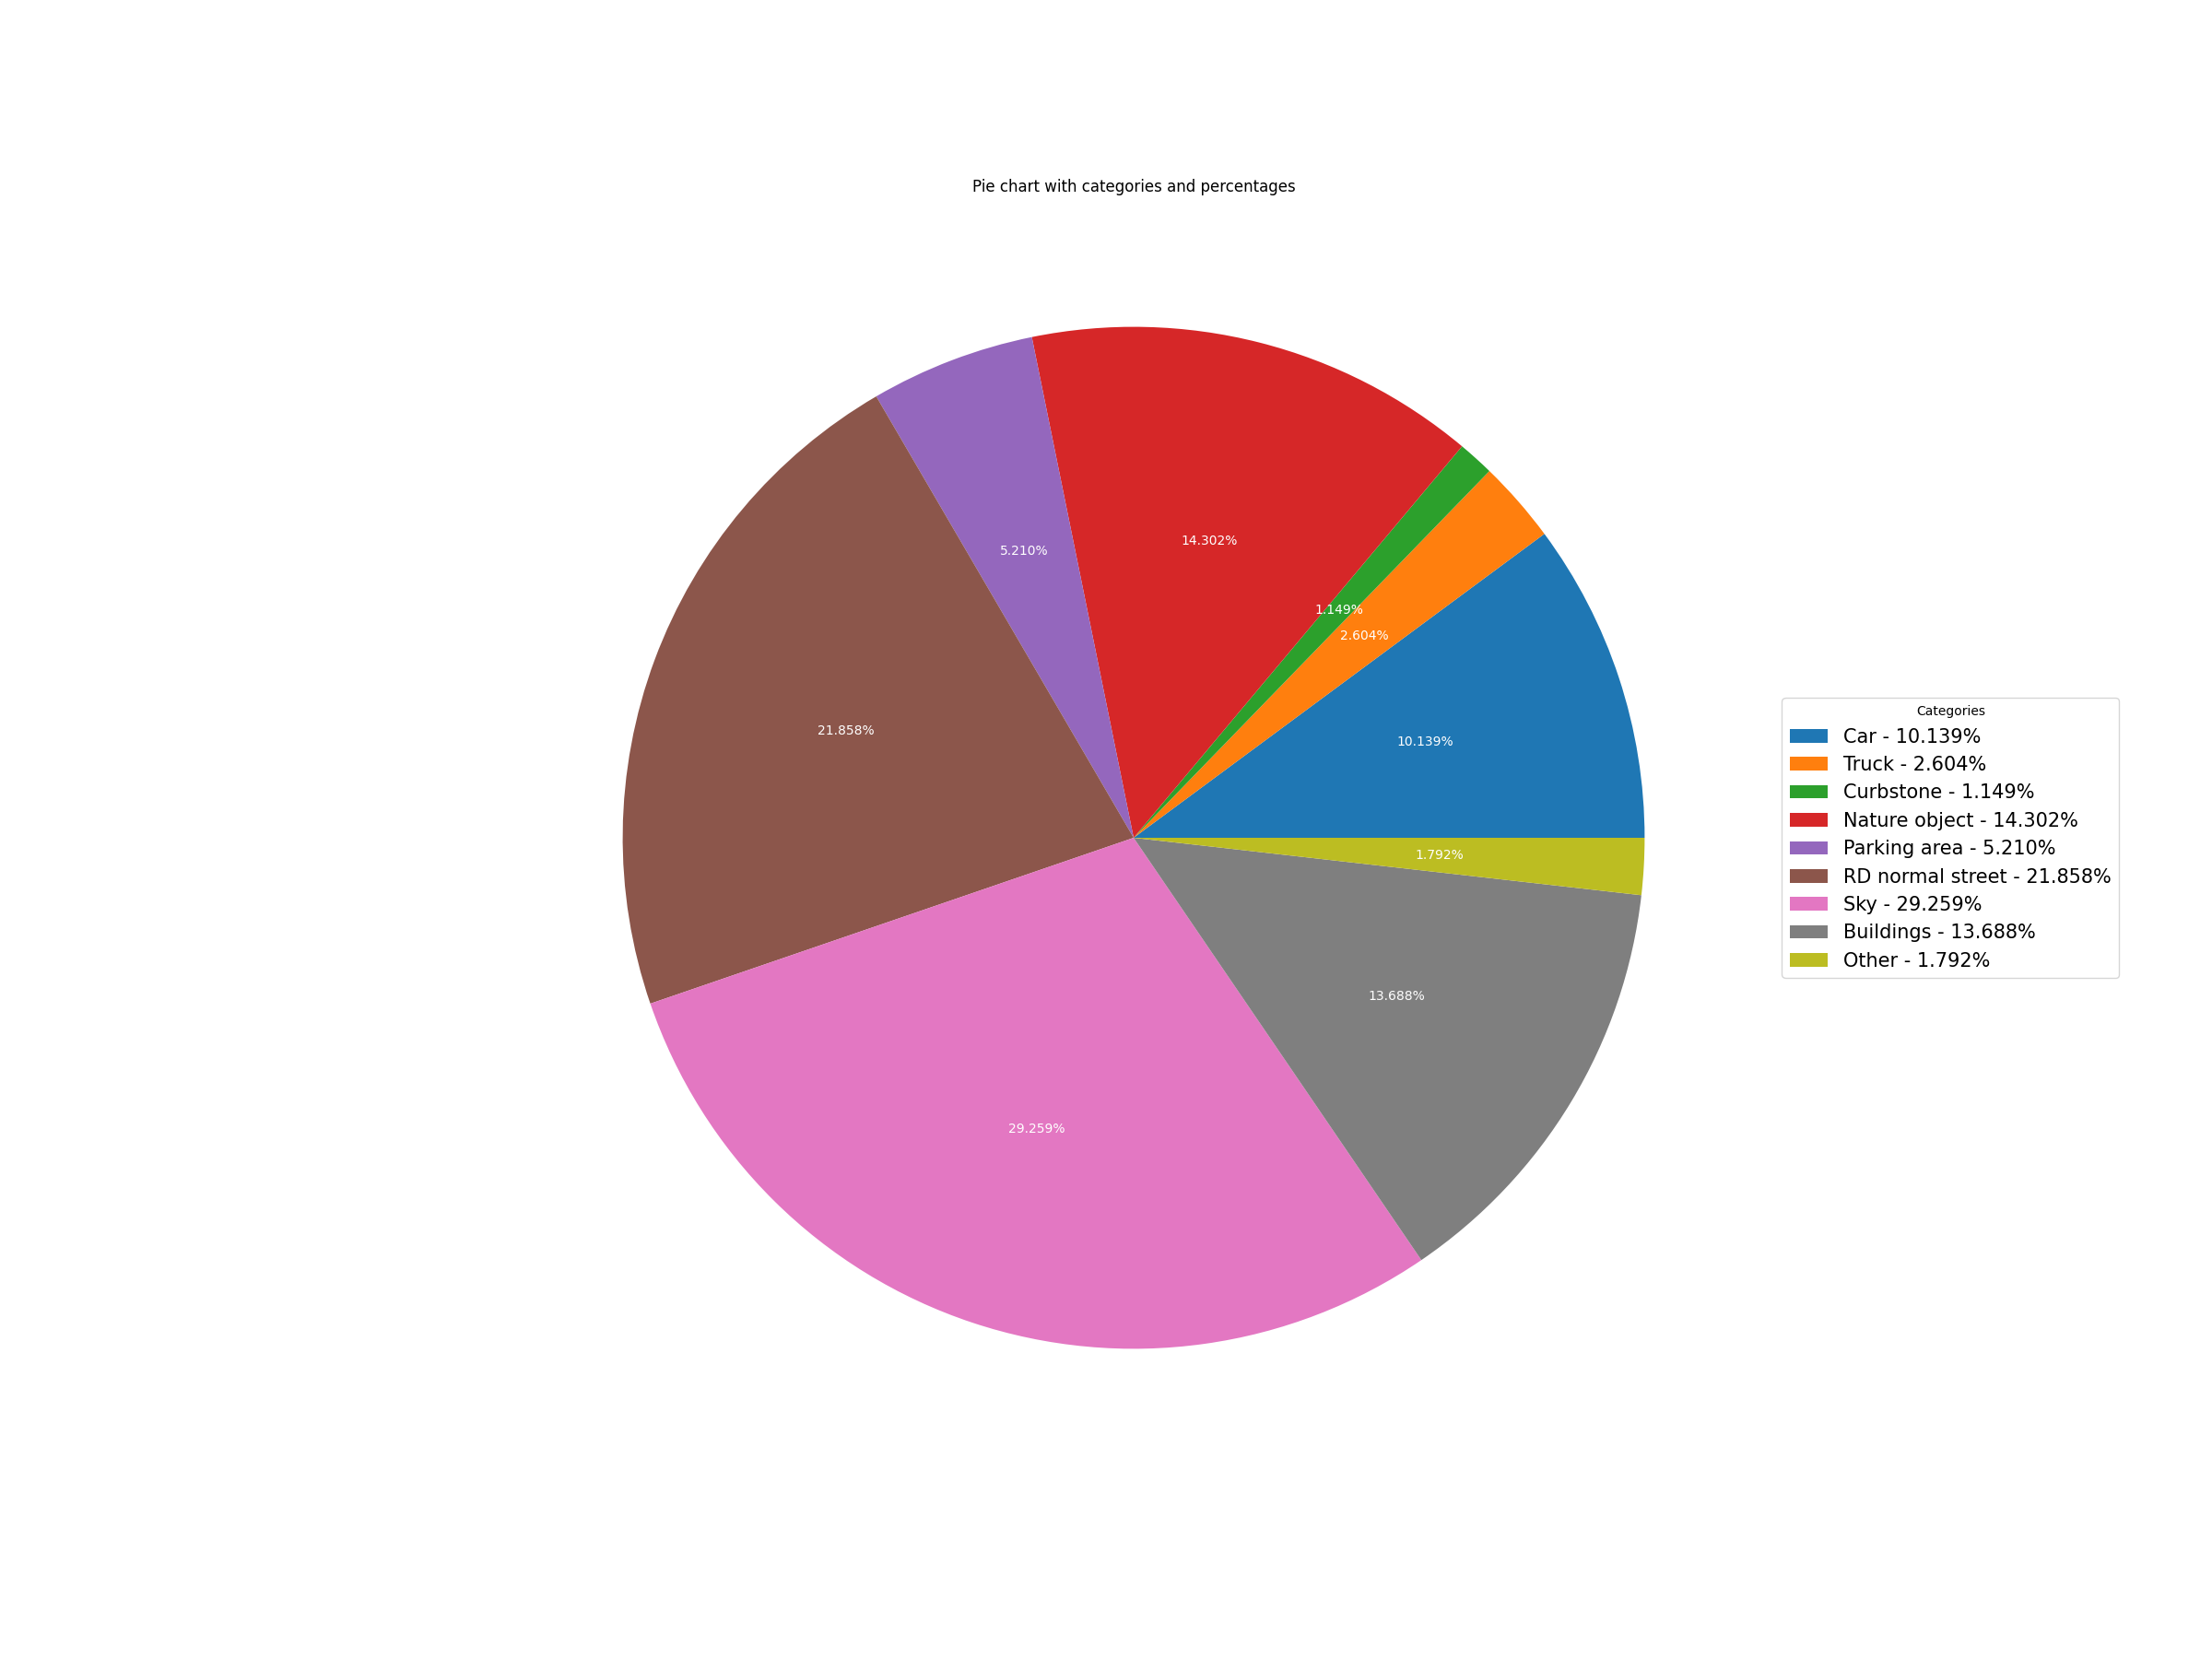 Pie chart with categories and percentages
14.302%
5.210%
1.149%
2.604%
21.858%
10.139%
1.792%
13.688%
29.259%
Categories
Car - 10.139%
Truck - 2.604%
Curbstone - 1.149%
Nature object - 14.302%
Parking area - 5.210%
RD normal street - 21.858%
Sky - 29.259%
Buildings - 13.688%
Other - 1.792%